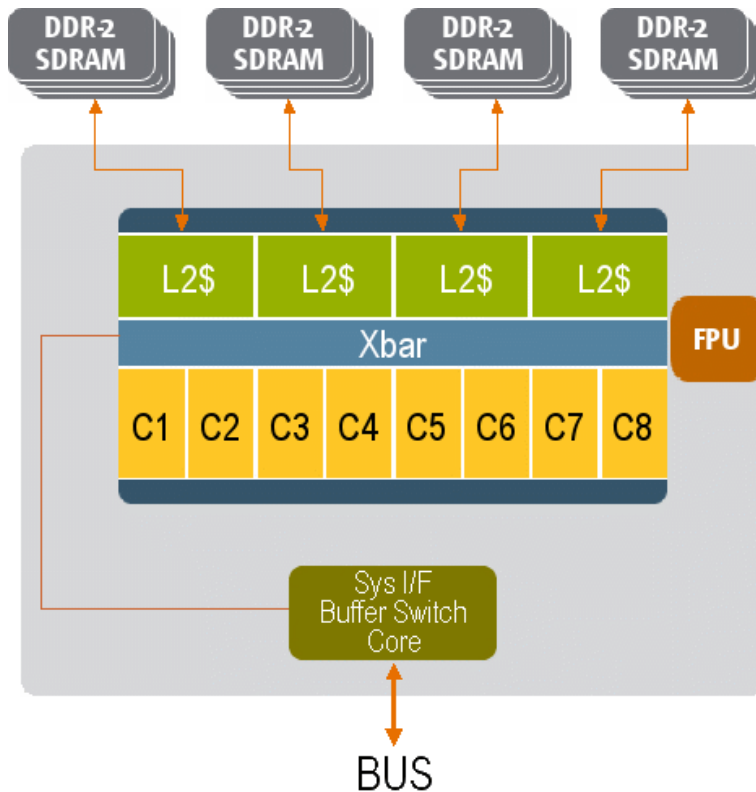 DDR-2
SDRAM
DDR-2
SDRAM
DDR-2
SDRAM
DDR-2
SDRAM
L2$ L2$ L2$ L2$
Xbar
FPU
C1 C2 C3 C4 C5 C6 C7 C8
Sys I/F
Buffer Switch
Core
BUS